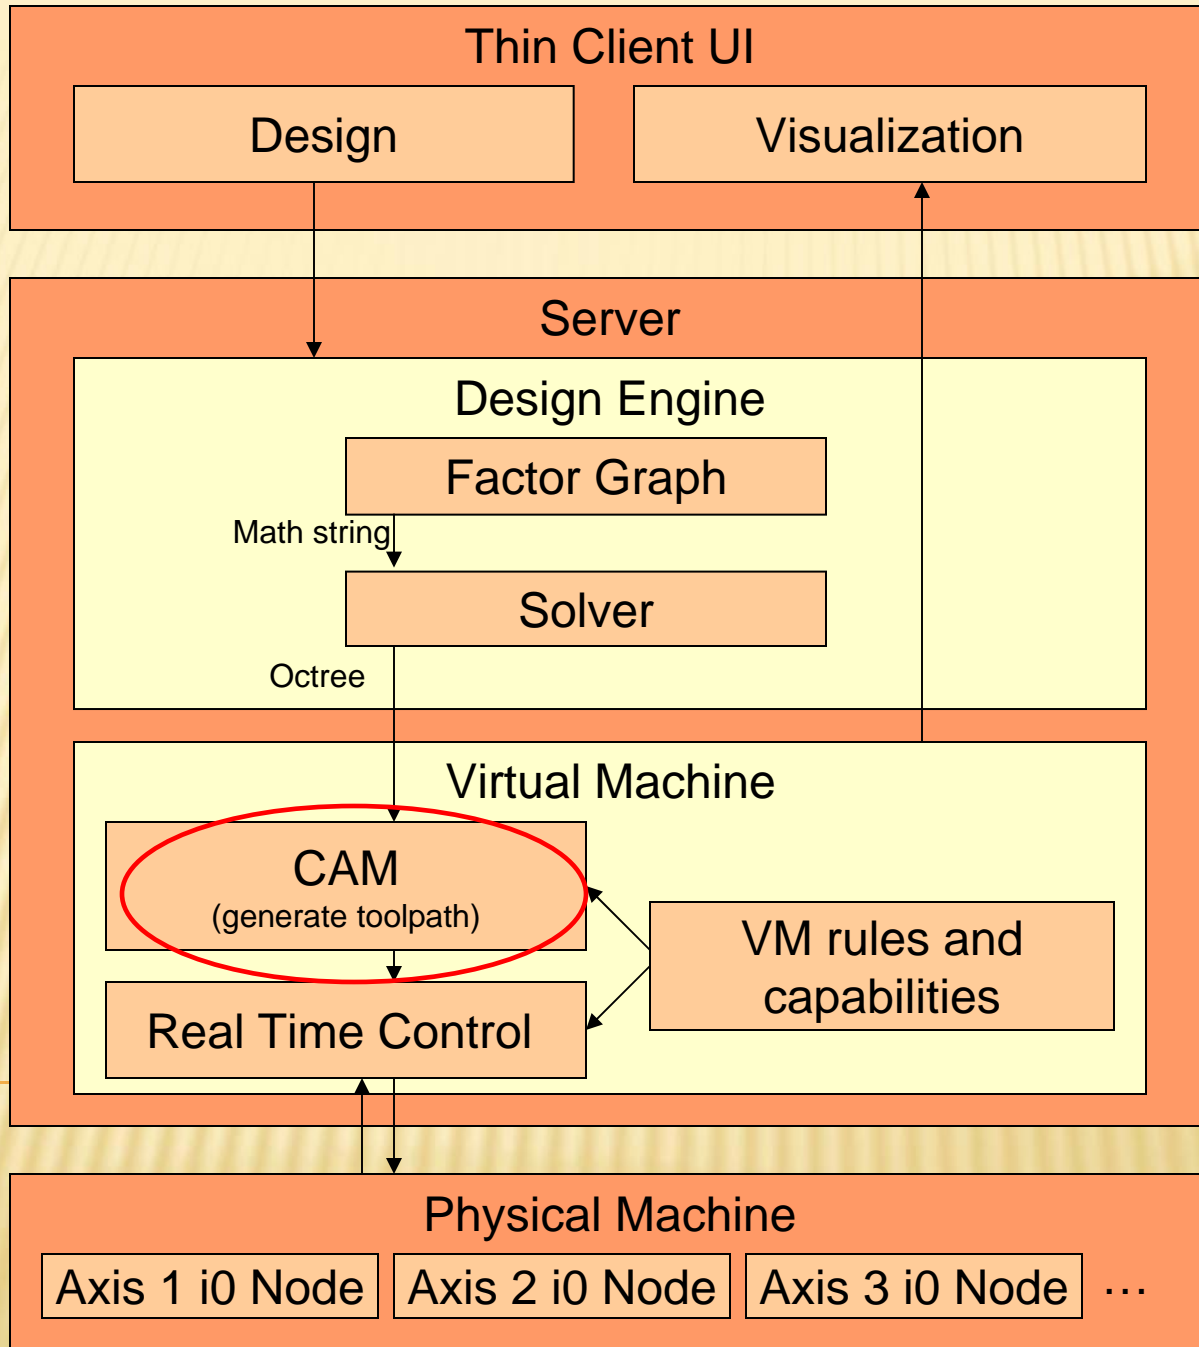 Thin Client UI
Design
Visualization
Server
Design Engine
Factor Graph
Math string
Solver
Octree
Virtual Machine
CAM
(generate toolpath)
VM rules and
capabilities
Real Time Control
Physical Machine
Axis 1 i0 Node
Axis 2 i0 Node
Axis 3 i0 Node
…